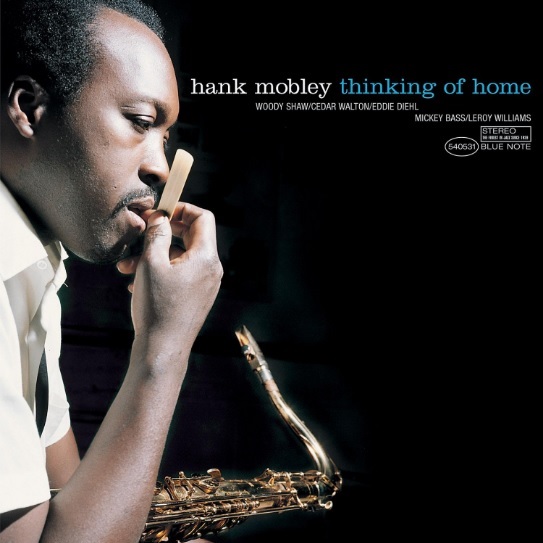 hank mobley thinking of home
WOODY SHAW/CEDAR WALTON/EDDIE DIEHL
MICKEY BASS/LEROY WILLIAMS
STEREO
540531 BLUE NOTE